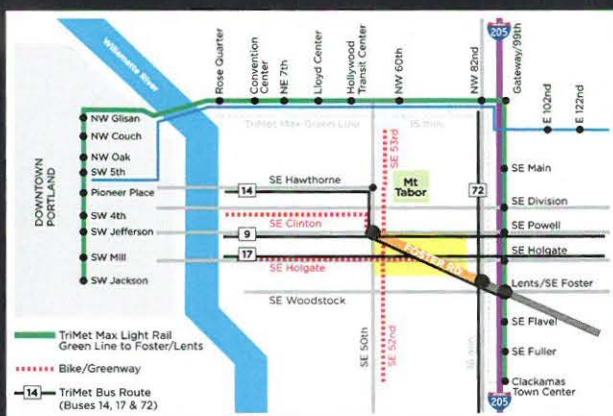 205
Willamette River
Rose Quarter
Convention
Center
NE 7th
Lloyd Center
Hollywood
Transit Center
NW 60th
NW 82nd
Gateway/99th
E 102nd
E 122nd
TriMet Max Green Line
15 min
DOWNTOWN
PORTLAND
NW Glisan
NW Couch
NW Oak
SW 5th
Pioneer Place
SW 4th
SW Jefferson
SW Mill
SW Jackson
SE Hawthorne
14
SE Clinton
9
17
SE Holgate
SE Woodstock
SE 50th
SE 53rd
SE 52nd
Mt
Tabor
72
FOSTER RD
SE Main
SE Division
SE Powell
SE Holgate
Lents/SE Foster
SE Flavel
SE Fuller
Clackamas
Town Center
205
TriMet Max Light Rail
Green Line to Foster/Lents
Bike/Greenway
14
TriMet Bus Route
(Buses 14, 17 & 72)